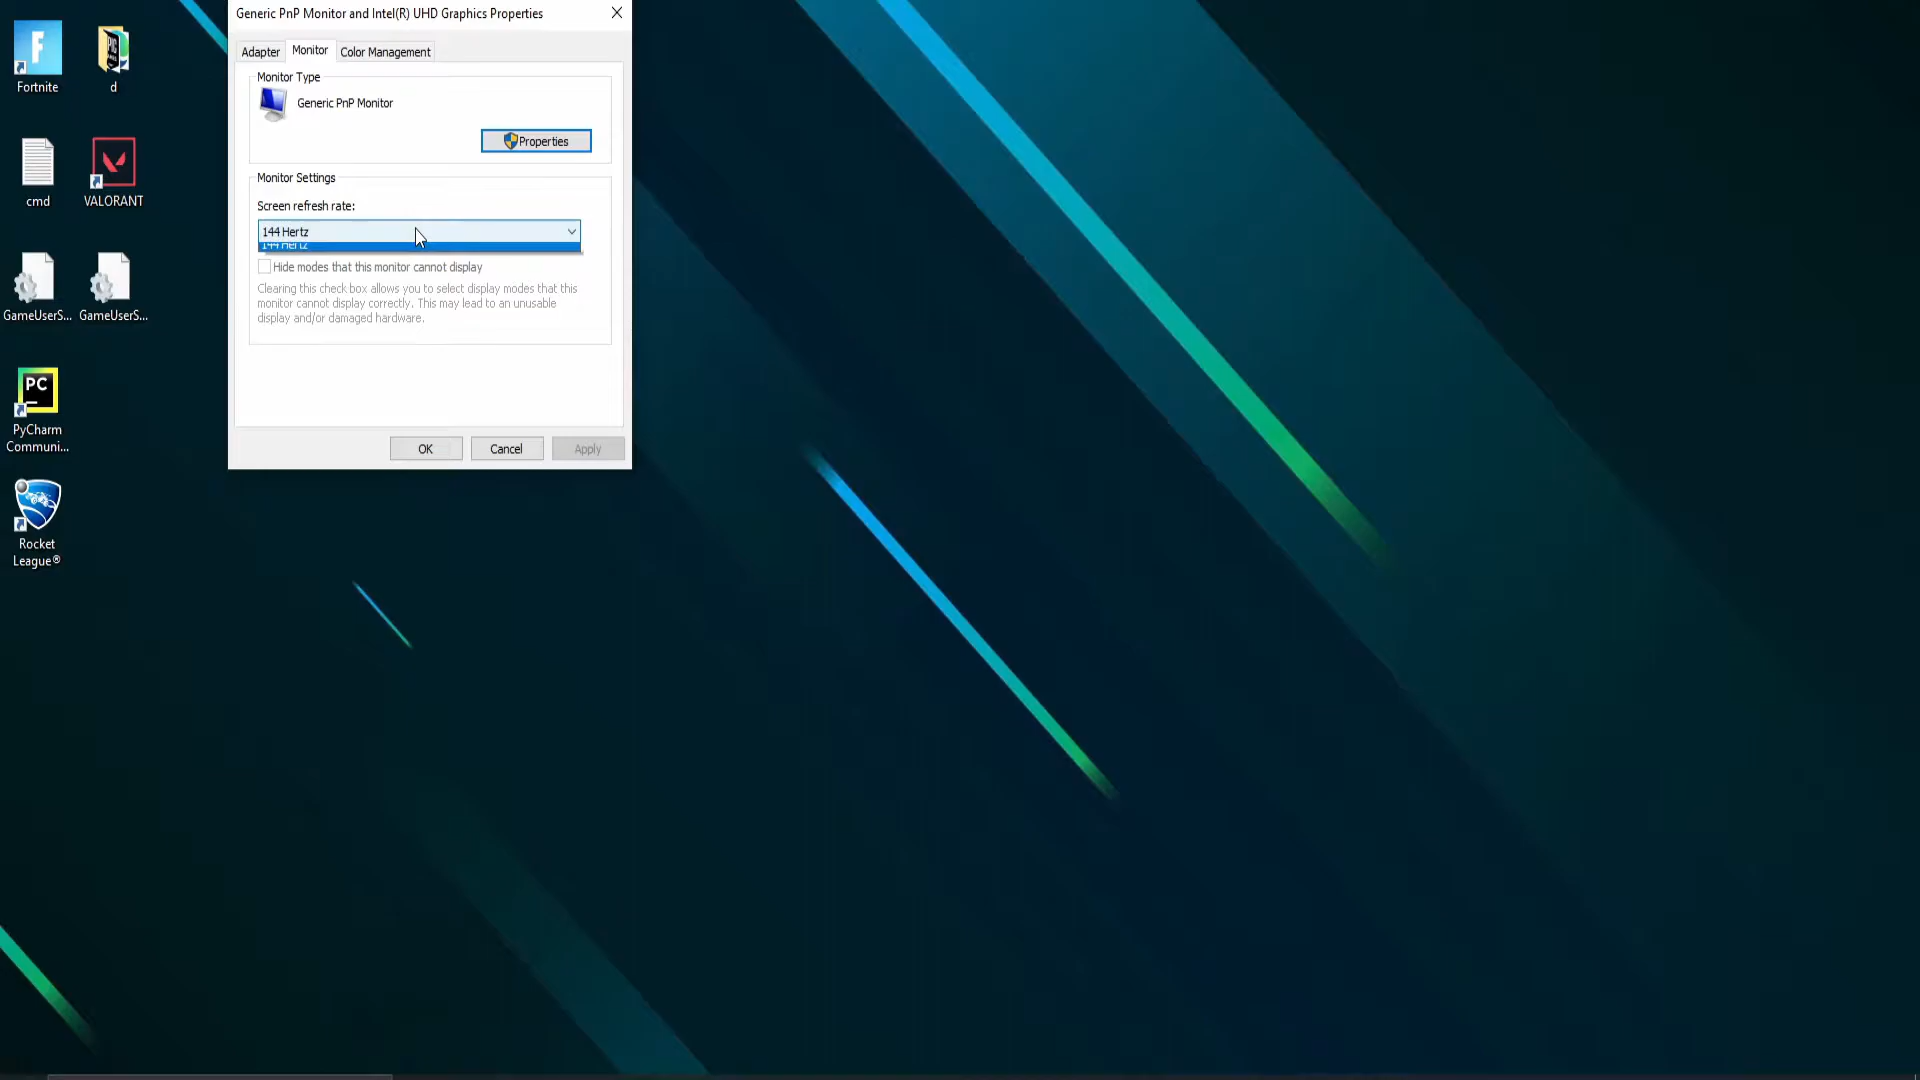 Generic PnP Monitor and Intel(R) UHD Graphics Properties
Adapter
Monitor
Color Management
Monitor Type
Generic PnP Monitor
Properties
Monitor Settings
Screen refresh rate:
144 Hertz
144 Hertz
Hide modes that this monitor cannot display
Clearing this check box allows you to select display modes that this
monitor cannot display correctly. This may lead to an unusable
display and/or damaged hardware.
OK
Cancel
Apply
Fortnite
d
cmd
VALORANT
GameUserS...
GameUserS...
PC
PyCharm
Communi...
Rocket
League®